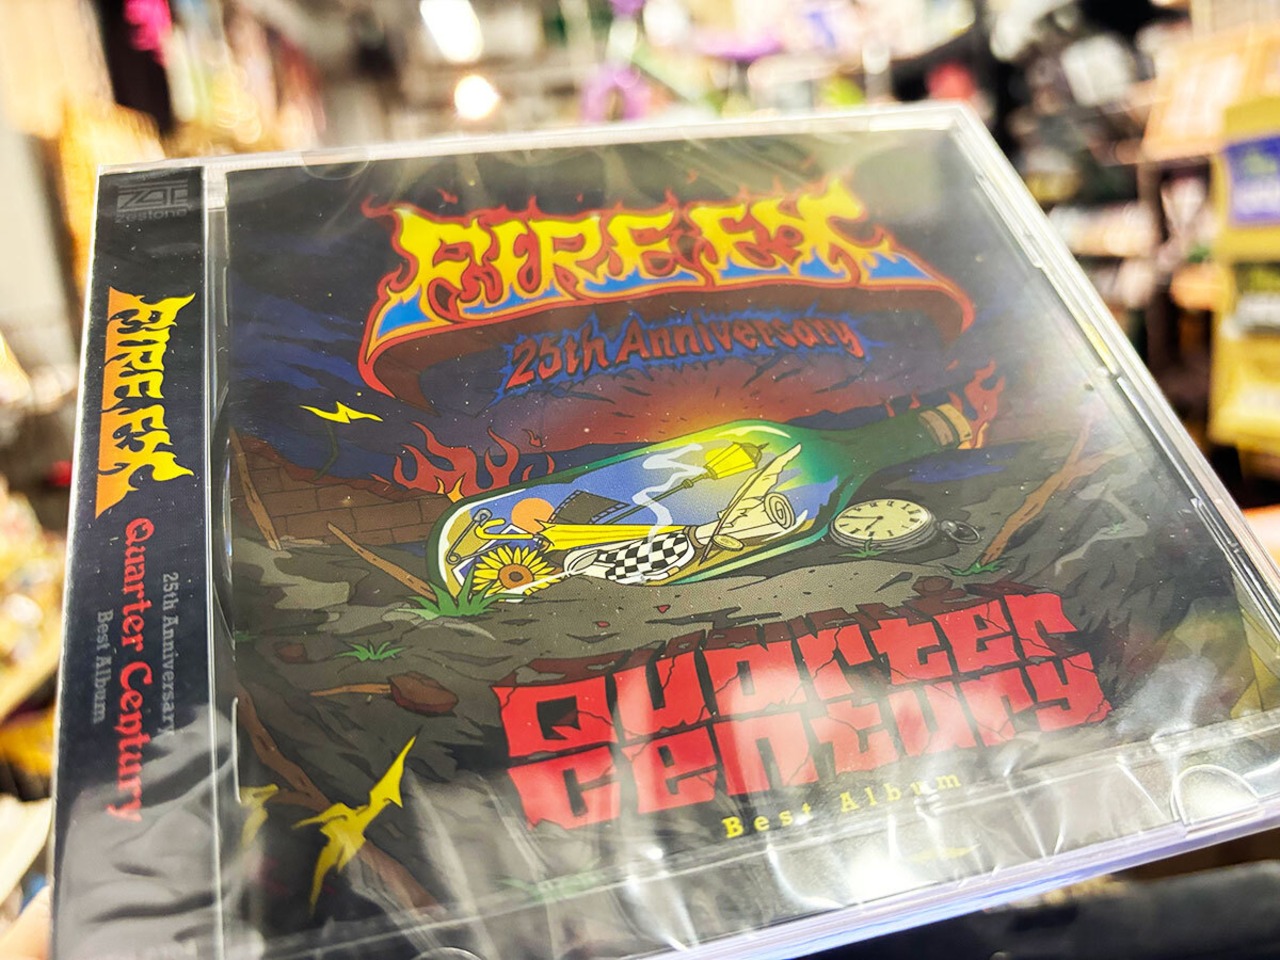 zestone
FIRE EX
Quarter Century
25th Anniversary
Best Album
FIRE EX
25th Anniversary
Quarter
Century
Best Album